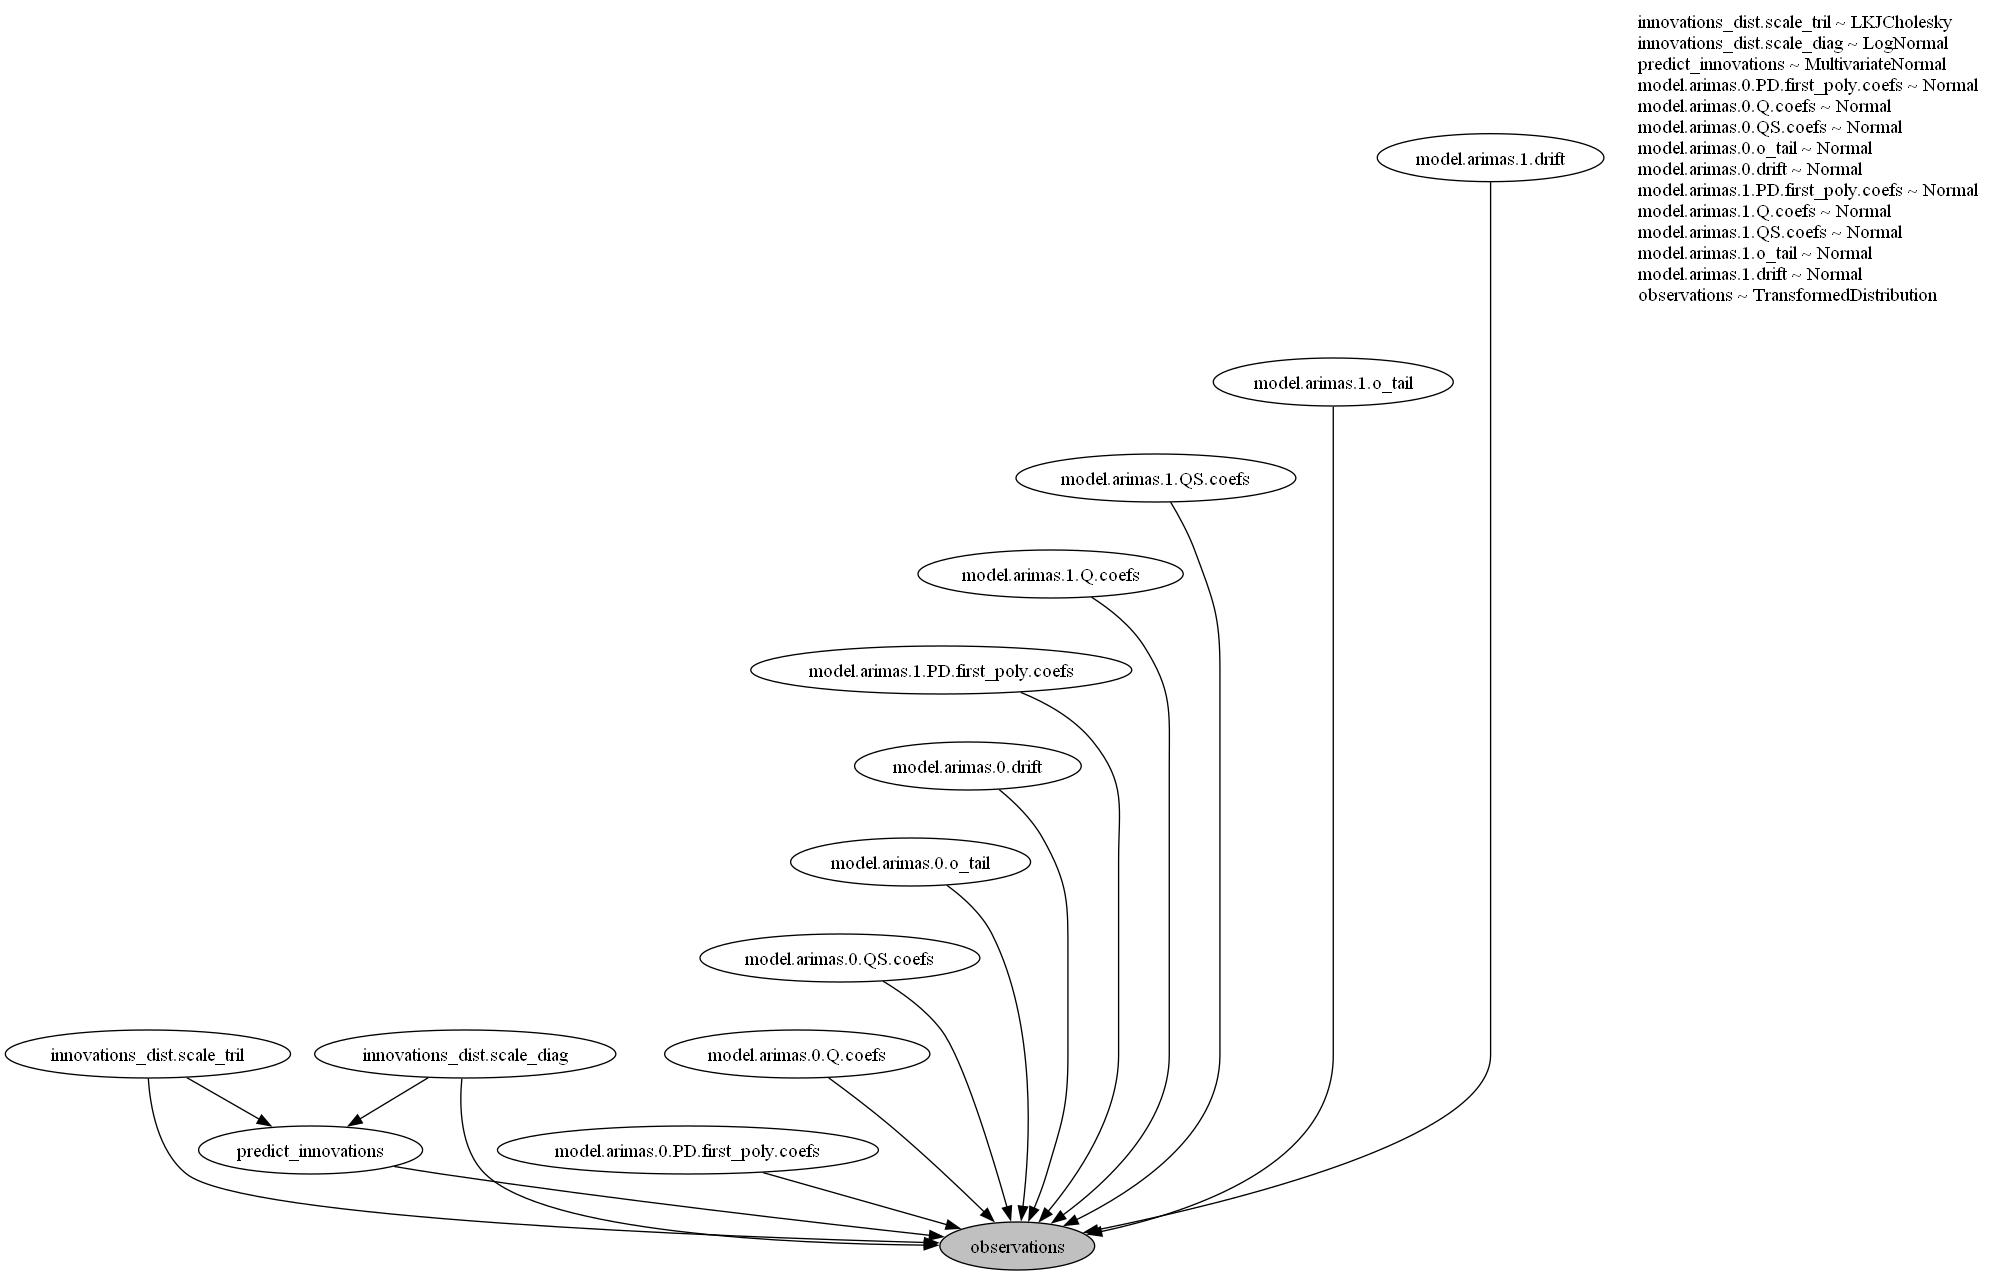 innovations_dist.scale_tril ~ LKJCholesky
innovations_dist.scale_diag ~ LogNormal
predict_innovations ~ MultivariateNormal
model.arimas.0.PD.first_poly.coefs ~ Normal
model.arimas.0.Q.coefs ~ Normal
model.arimas.0.QS.coefs ~ Normal
model.arimas.0.o_tail ~ Normal
model.arimas.0.drift ~ Normal
model.arimas.1.PD.first_poly.coefs ~ Normal
model.arimas.1.Q.coefs ~ Normal
model.arimas.1.QS.coefs ~ Normal
model.arimas.1.o_tail ~ Normal
model.arimas.1.drift ~ Normal
observations ~ TransformedDistribution
model.arimas.1.drift
model.arimas.1.o_tail
model.arimas.1.QS.coefs
model.arimas.1.Q.coefs
model.arimas.1.PD.first_poly.coefs
model.arimas.0.drift
model.arimas.0.o_tail
model.arimas.0.QS.coefs
innovations_dist.scale_tril
innovations_dist.scale_diag
model.arimas.0.Q.coefs
predict_innovations
model.arimas.0.PD.first_poly.coefs
observations